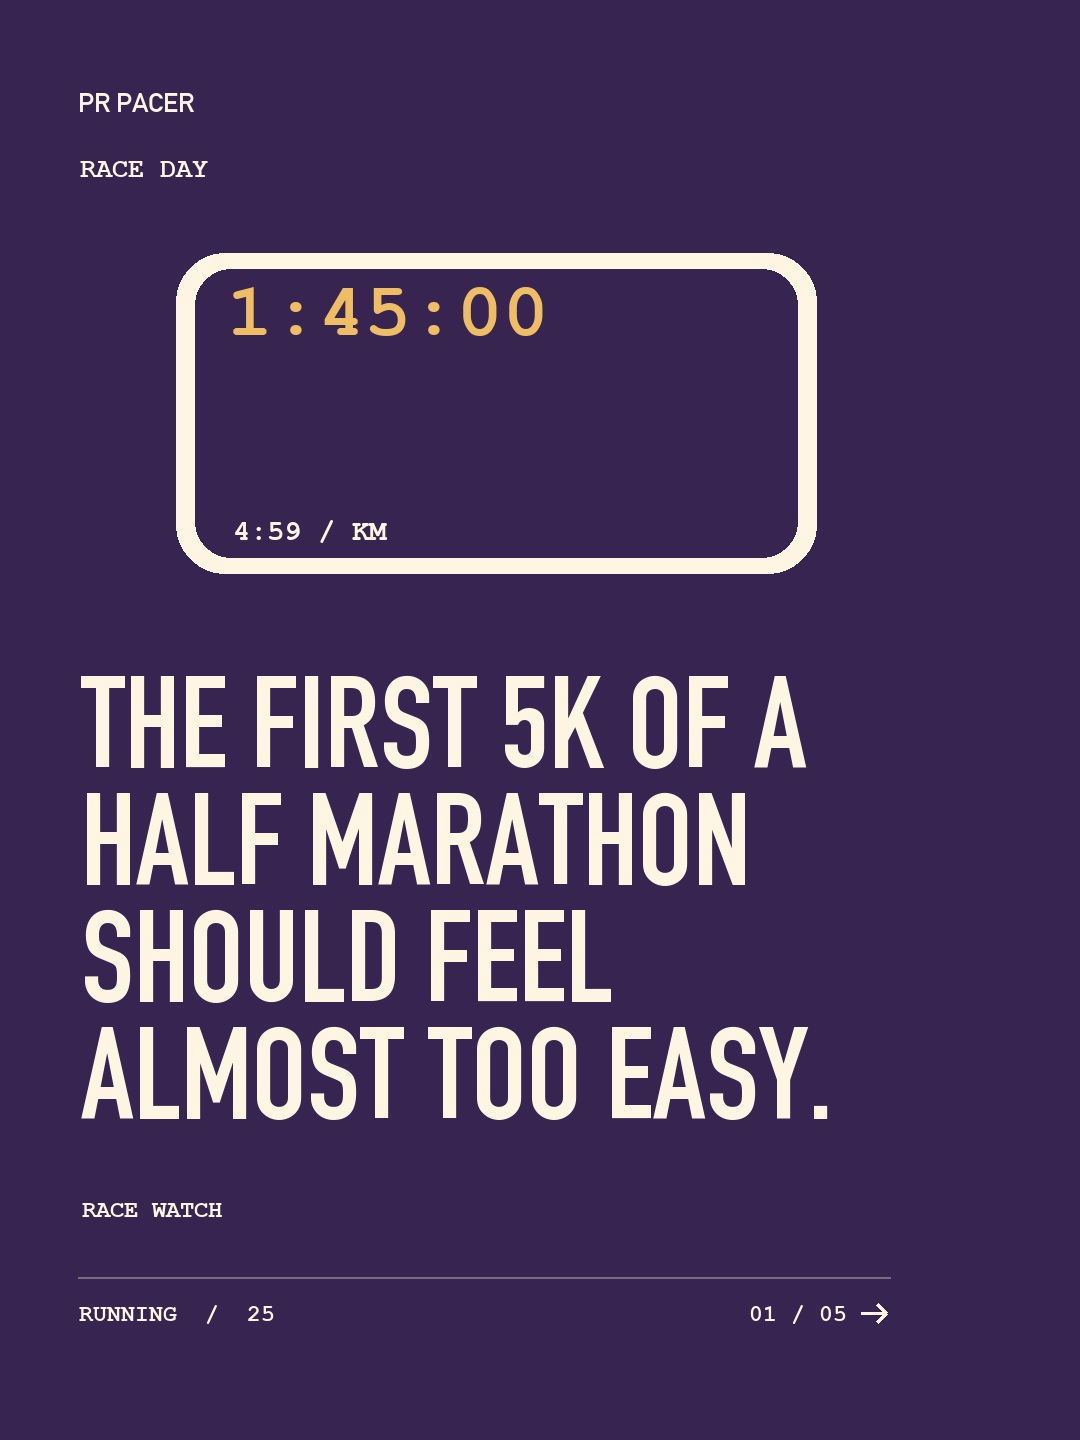 PR PACER
RACE DAY
1:45:00
4:59 / KM
THE FIRST 5K OF A
HALF MARATHON
SHOULD FEEL
ALMOST TOO EASY.
RACE WATCH
RUNNING / 25
01 / 05 →